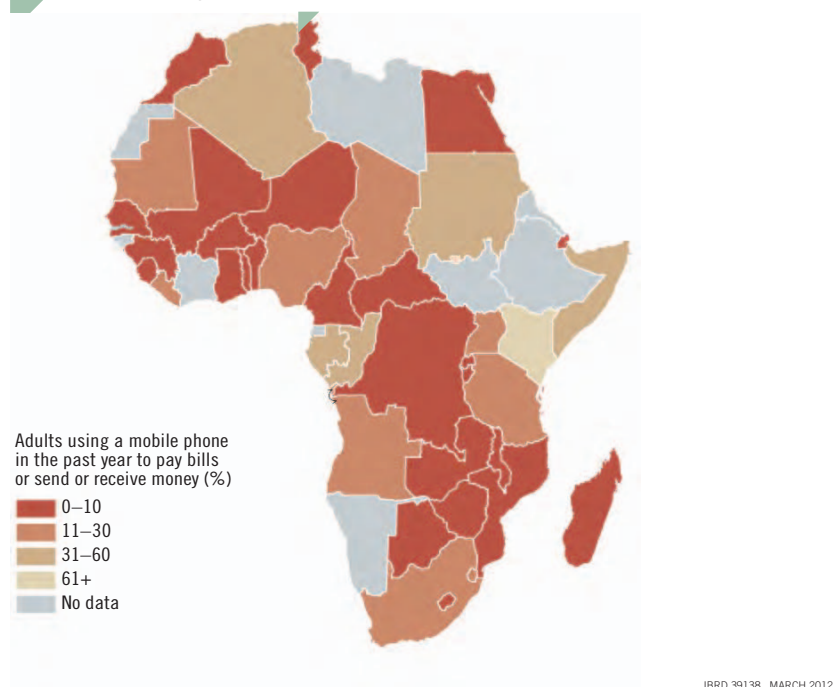 Adults using a mobile phone
in the past year to pay bills
or send or receive money (%)
0–10
11–30
31–60
61+
No data
IBRD 39138 MARCH 2012